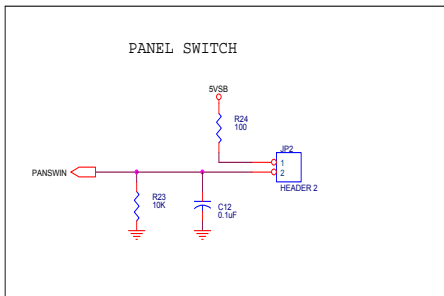 PANEL SWITCH
5VSB
R24
100
JP2
1
2
HEADER 2
PANSWIN
R23
10K
C12
0.1uF